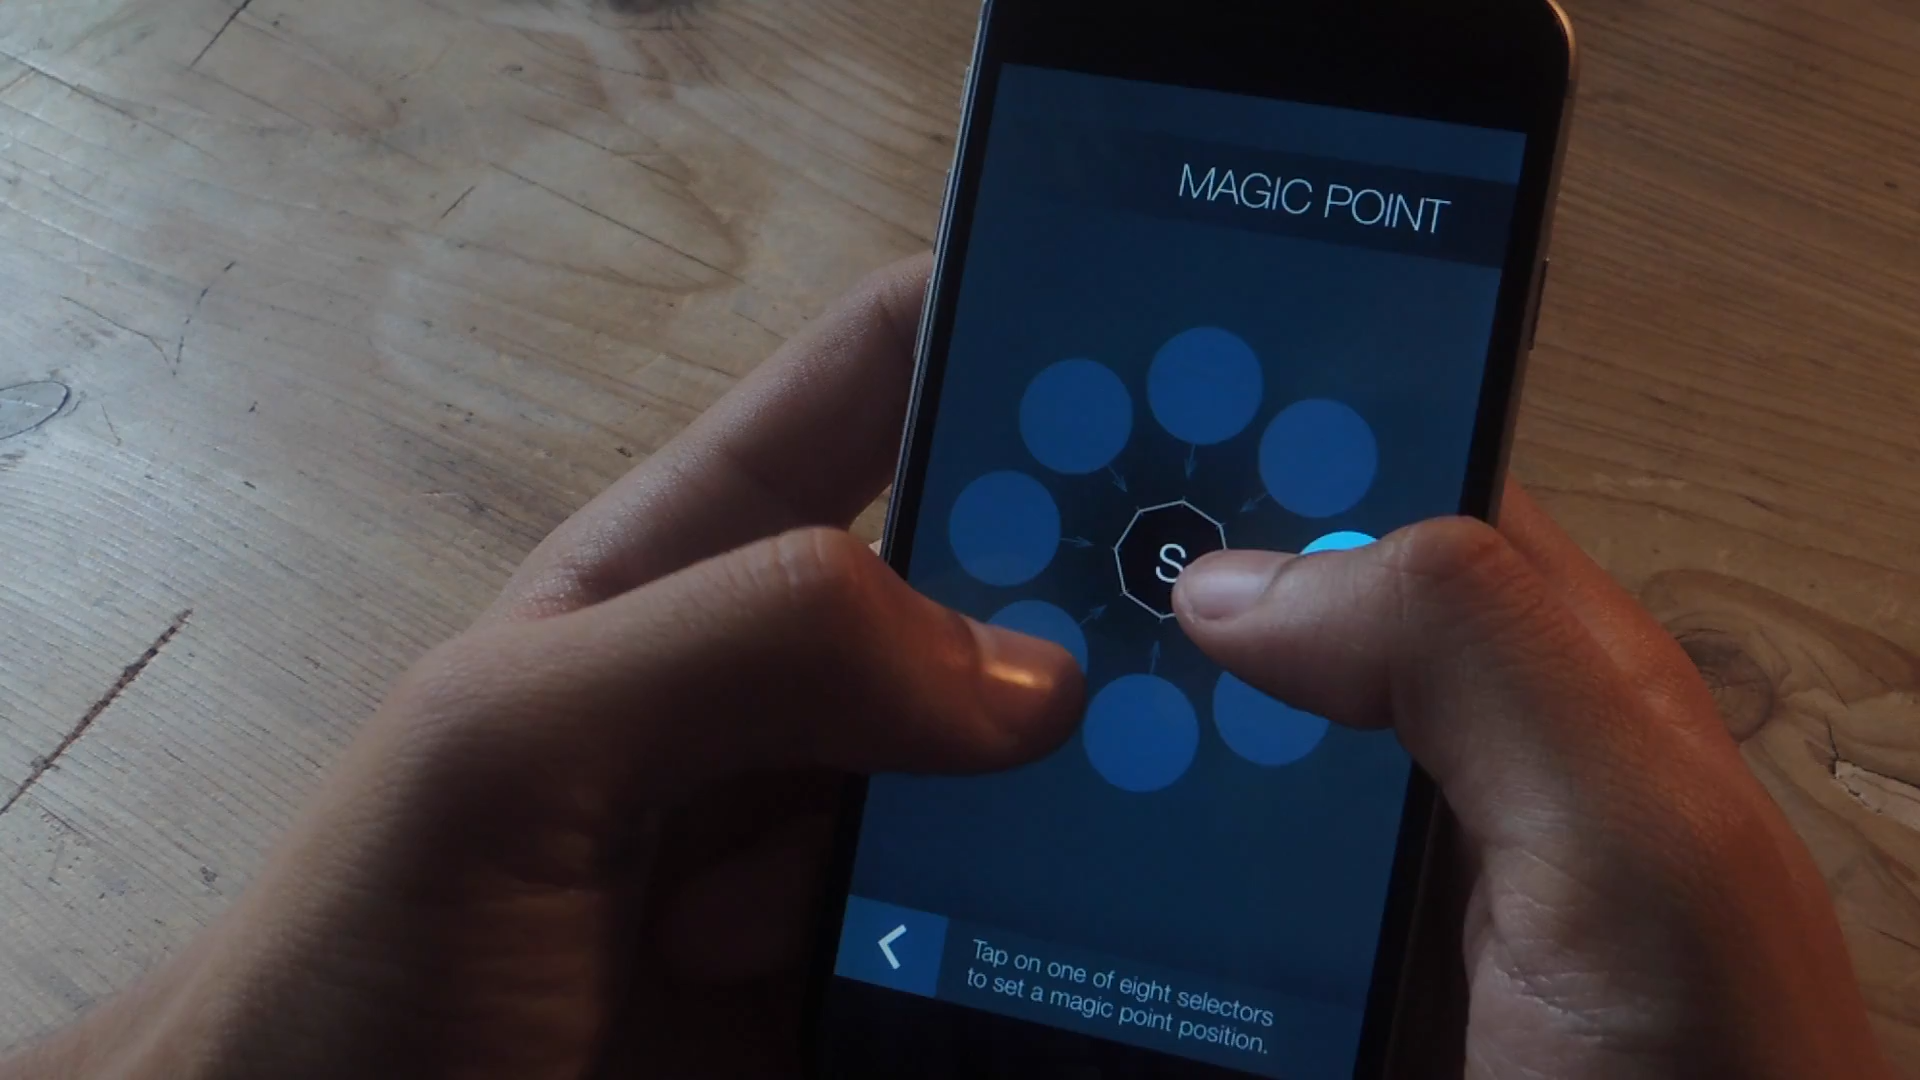 MAGIC POINT
S
Tap on one of eight selectors
to set a magic point position.